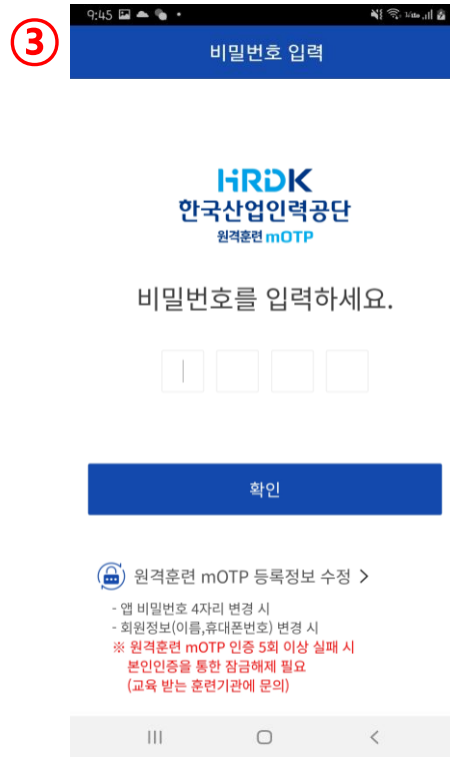 ③
9:45
비밀번호 입력
HRDK
한국산업인력공단
원격훈련 mOTP
비밀번호를 입력하세요.
확인
원격훈련 mOTP 등록정보 수정 >
- 앱 비밀번호 4자리 변경 시
- 회원정보(이름,휴대폰번호) 변경 시
※ 원격훈련 mOTP 인증 5회 이상 실패 시
본인인증을 통한 잠금해제 필요
(교육 받는 훈련기관에 문의)